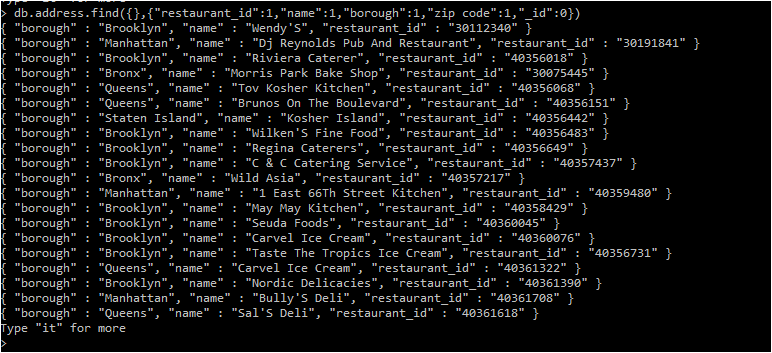 > db.address.find({},{"restaurant_id":1,"name":1,"borough":1,"zip code":1,"_id":0})
{ "borough" : "Brooklyn", "name" : "Wendy'S", "restaurant_id" : "30112340" }
{ "borough" : "Manhattan", "name" : "Dj Reynolds Pub And Restaurant", "restaurant_id" : "30191841" }
{ "borough" : "Brooklyn", "name" : "Riviera Caterer", "restaurant_id" : "40356018" }
{ "borough" : "Bronx", "name" : "Morris Park Bake Shop", "restaurant_id" : "30075445" }
{ "borough" : "Queens", "name" : "Tov Kosher Kitchen", "restaurant_id" : "40356068" }
{ "borough" : "Queens", "name" : "Brunos On The Boulevard", "restaurant_id" : "40356151" }
{ "borough" : "Staten Island", "name" : "Kosher Island", "restaurant_id" : "40356442" }
{ "borough" : "Brooklyn", "name" : "Wilken'S Fine Food", "restaurant_id" : "40356483" }
{ "borough" : "Brooklyn", "name" : "Regina Caterers", "restaurant_id" : "40356649" }
{ "borough" : "Brooklyn", "name" : "C & C Catering Service", "restaurant_id" : "40357437" }
{ "borough" : "Bronx", "name" : "Wild Asia", "restaurant_id" : "40357217" }
{ "borough" : "Manhattan", "name" : "1 East 66Th Street Kitchen", "restaurant_id" : "40359480" }
{ "borough" : "Brooklyn", "name" : "May May Kitchen", "restaurant_id" : "40358429" }
{ "borough" : "Brooklyn", "name" : "Seuda Foods", "restaurant_id" : "40360045" }
{ "borough" : "Brooklyn", "name" : "Carvel Ice Cream", "restaurant_id" : "40360076" }
{ "borough" : "Brooklyn", "name" : "Taste The Tropics Ice Cream", "restaurant_id" : "40356731" }
{ "borough" : "Queens", "name" : "Carvel Ice Cream", "restaurant_id" : "40361322" }
{ "borough" : "Brooklyn", "name" : "Nordic Delicacies", "restaurant_id" : "40361390" }
{ "borough" : "Manhattan", "name" : "Bully'S Deli", "restaurant_id" : "40361708" }
{ "borough" : "Queens", "name" : "Sal'S Deli", "restaurant_id" : "40361618" }
Type "it" for more
>